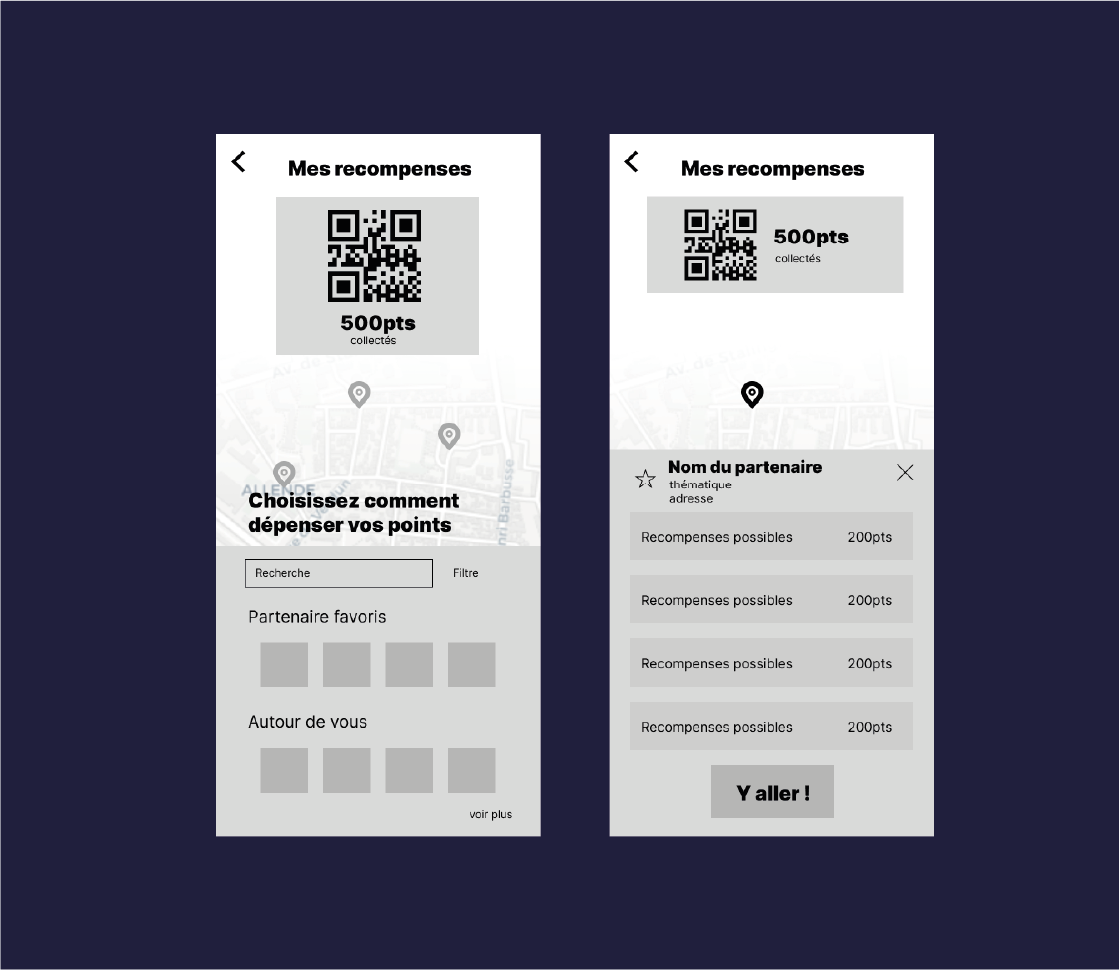 Mes recompenses
500pts
collectés
Av. de
ALLENDE
Choisissez comment
dépenser vos points
Barbusse
Recherche
Filtre
Partenaire favoris
Autour de vous
voir plus
Mes recompenses
500pts
collectés
Av. de
Nom du partenaire
thématique
adresse
Recompenses possibles 200pts
Recompenses possibles 200pts
Recompenses possibles 200pts
Recompenses possibles 200pts
Y aller !